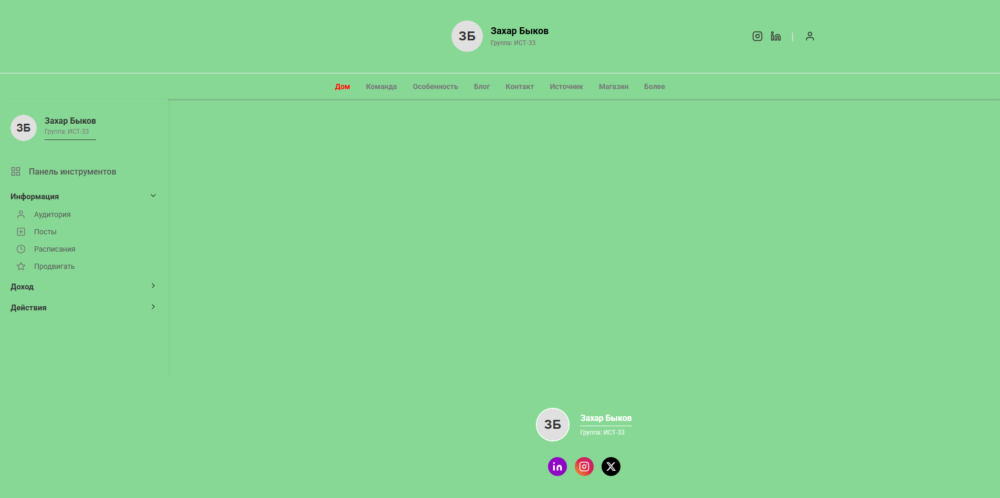 ЗБ
Захар Быков
Группа: ИСТ-33
Дом Команда Особенность Блог Контакт Источник Магазин Более
ЗБ
Захар Быков
Группа: ИСТ-33
Панель инструментов
Информация
Аудитория
Посты
Расписания
Продвигать
Доход
Действия
ЗБ
Захар Быков
Группа: ИСТ-33